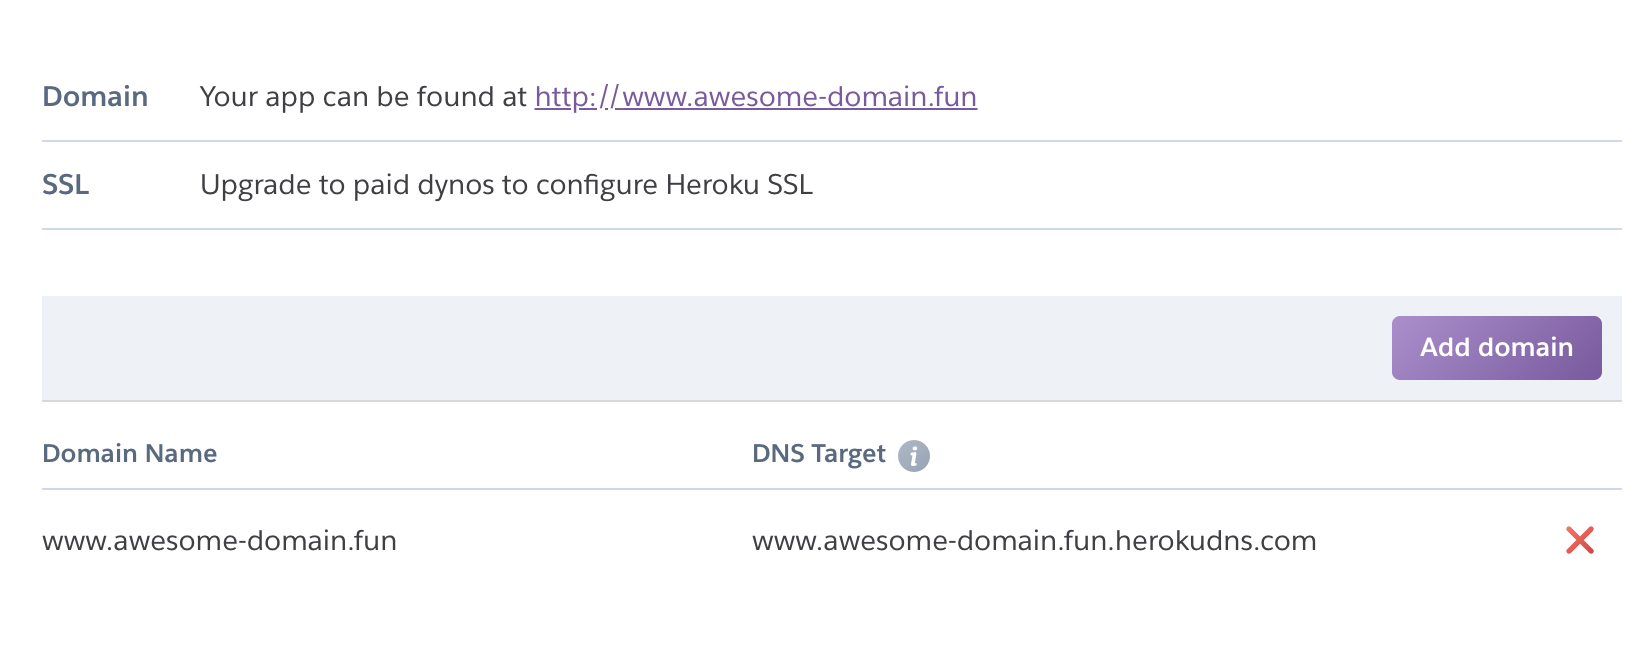 Domain Your app can be found at http://www.awesome-domain.fun
SSL Upgrade to paid dynos to configure Heroku SSL
Add domain
Domain Name DNS Target i
www.awesome-domain.fun www.awesome-domain.fun.herokudns.com